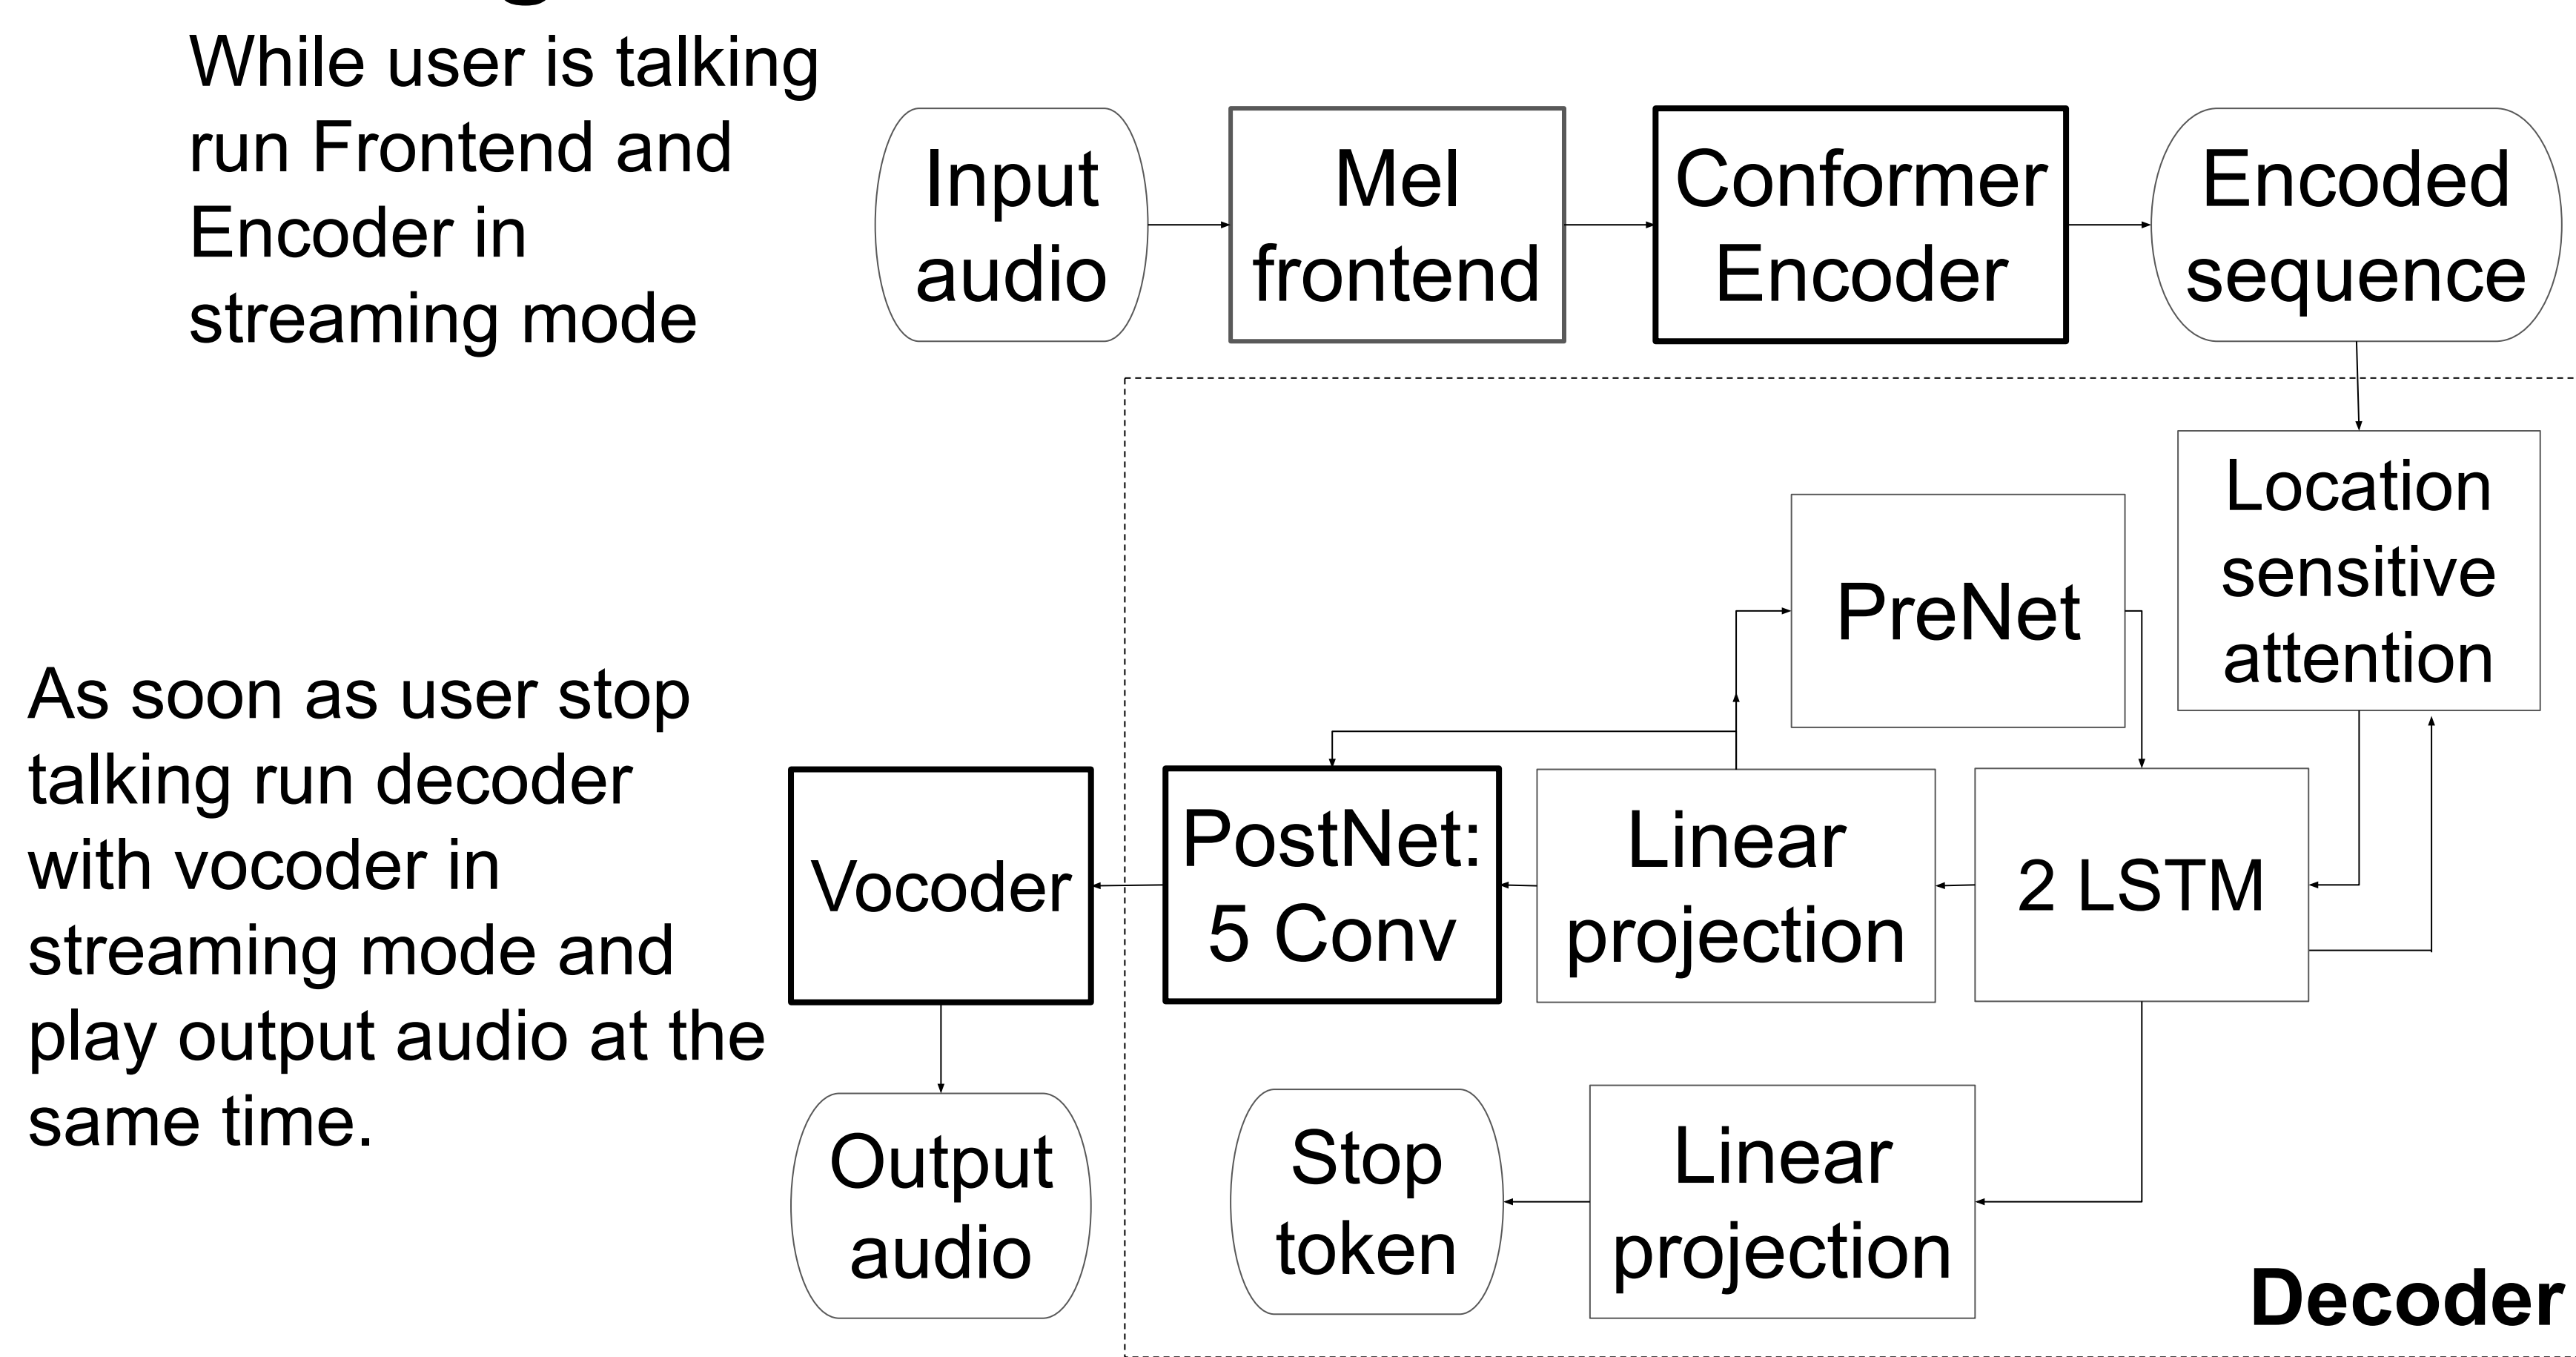 While user is talking
run Frontend and
Encoder in
streaming mode
Input
audio
Mel
frontend
Conformer
Encoder
Encoded
sequence
Location
sensitive
attention
PreNet
As soon as user stop
talking run decoder
with vocoder in
streaming mode and
play output audio at the
same time.
Vocoder
PostNet:
5 Conv
Linear
projection
2 LSTM
Output
audio
Stop
token
Linear
projection
Decoder